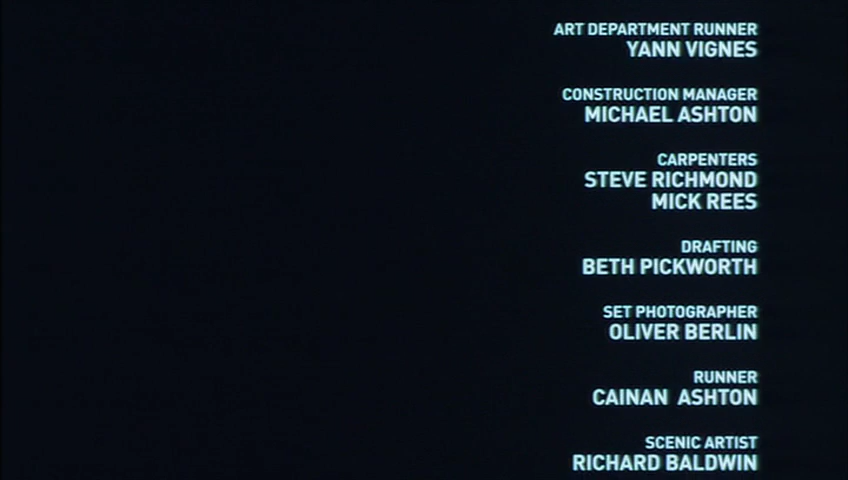 ART DEPARTMENT RUNNER
YANN VIGNES
CONSTRUCTION MANAGER
MICHAEL ASHTON
CARPENTERS
STEVE RICHMOND
MICK REES
DRAFTING
BETH PICKWORTH
SET PHOTOGRAPHER
OLIVER BERLIN
RUNNER
CAINAN ASHTON
SCENIC ARTIST
RICHARD BALDWIN